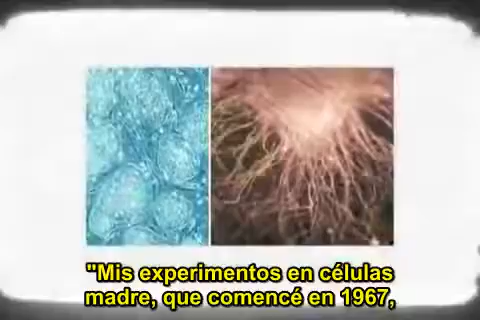 "Mis experimentos en células
madre, que comencé en 1967,